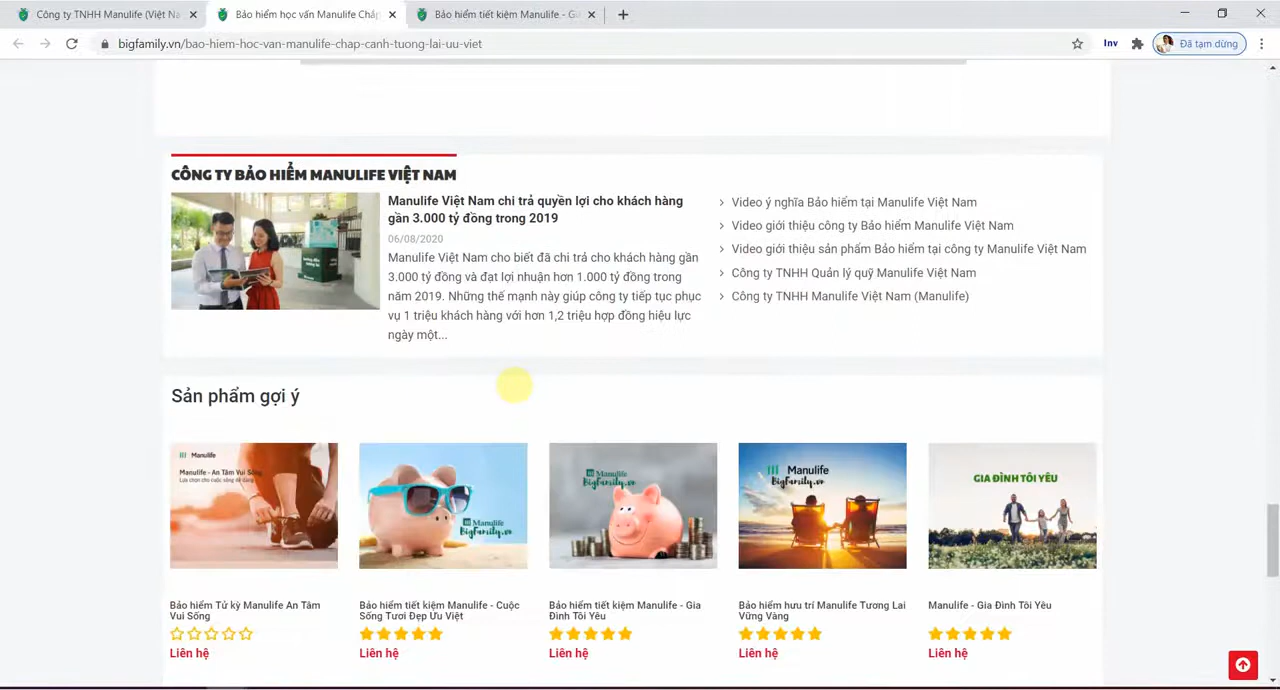 Công ty TNHH Manulife (Việt Na
Bảo hiểm học vấn Manulife Chắp
Bảo hiểm tiết kiệm Manulife - Gi
bigfamily.vn/bao-hiem-hoc-van-manulife-chap-canh-tuong-lai-uu-viet
Inv
Đã tạm dừng
CÔNG TY BẢO HIỂM MANULIFE VIỆT NAM
Manulife Việt Nam chi trả quyền lợi cho khách hàng
gần 3.000 tỷ đồng trong 2019
06/08/2020
Manulife Việt Nam cho biết đã chi trả cho khách hàng gần
3.000 tỷ đồng và đạt lợi nhuận hơn 1.000 tỷ đồng trong
năm 2019. Những thế mạnh này giúp công ty tiếp tục phục
vụ 1 triệu khách hàng với hơn 1,2 triệu hợp đồng hiệu lực
ngày một...
Video ý nghĩa Bảo hiểm tại Manulife Việt Nam
Video giới thiệu công ty Bảo hiểm Manulife Việt Nam
Video giới thiệu sản phẩm Bảo hiểm tại công ty Manulife Việt Nam
Công ty TNHH Quản lý quỹ Manulife Việt Nam
Công ty TNHH Manulife Việt Nam (Manulife)
Sản phẩm gợi ý
Manulife
Manulife - An Tâm Vui Sống
Lựa chọn cho cuộc sống dễ dàng
Manulife
BigFamily.vn
Manulife
BigFamily.vn
Manulife
BigFamily.vn
GIA ĐÌNH TÔI YÊU
Bảo hiểm Tử kỳ Manulife An Tâm
Vui Sống
Liên hệ
Bảo hiểm tiết kiệm Manulife - Cuộc
Sống Tươi Đẹp Ưu Việt
Liên hệ
Bảo hiểm tiết kiệm Manulife - Gia
Đình Tôi Yêu
Liên hệ
Bảo hiểm hưu trí Manulife Tương Lai
Vững Vàng
Liên hệ
Manulife - Gia Đình Tôi Yêu
Liên hệ